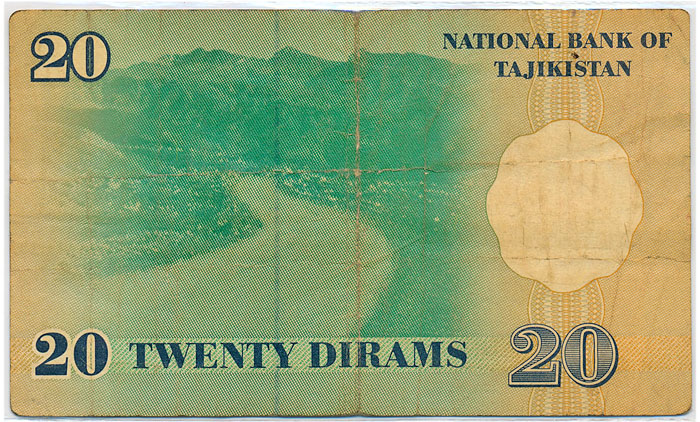 20
NATIONAL BANK OF
TAJIKISTAN
20 TWENTY DIRAMS 20